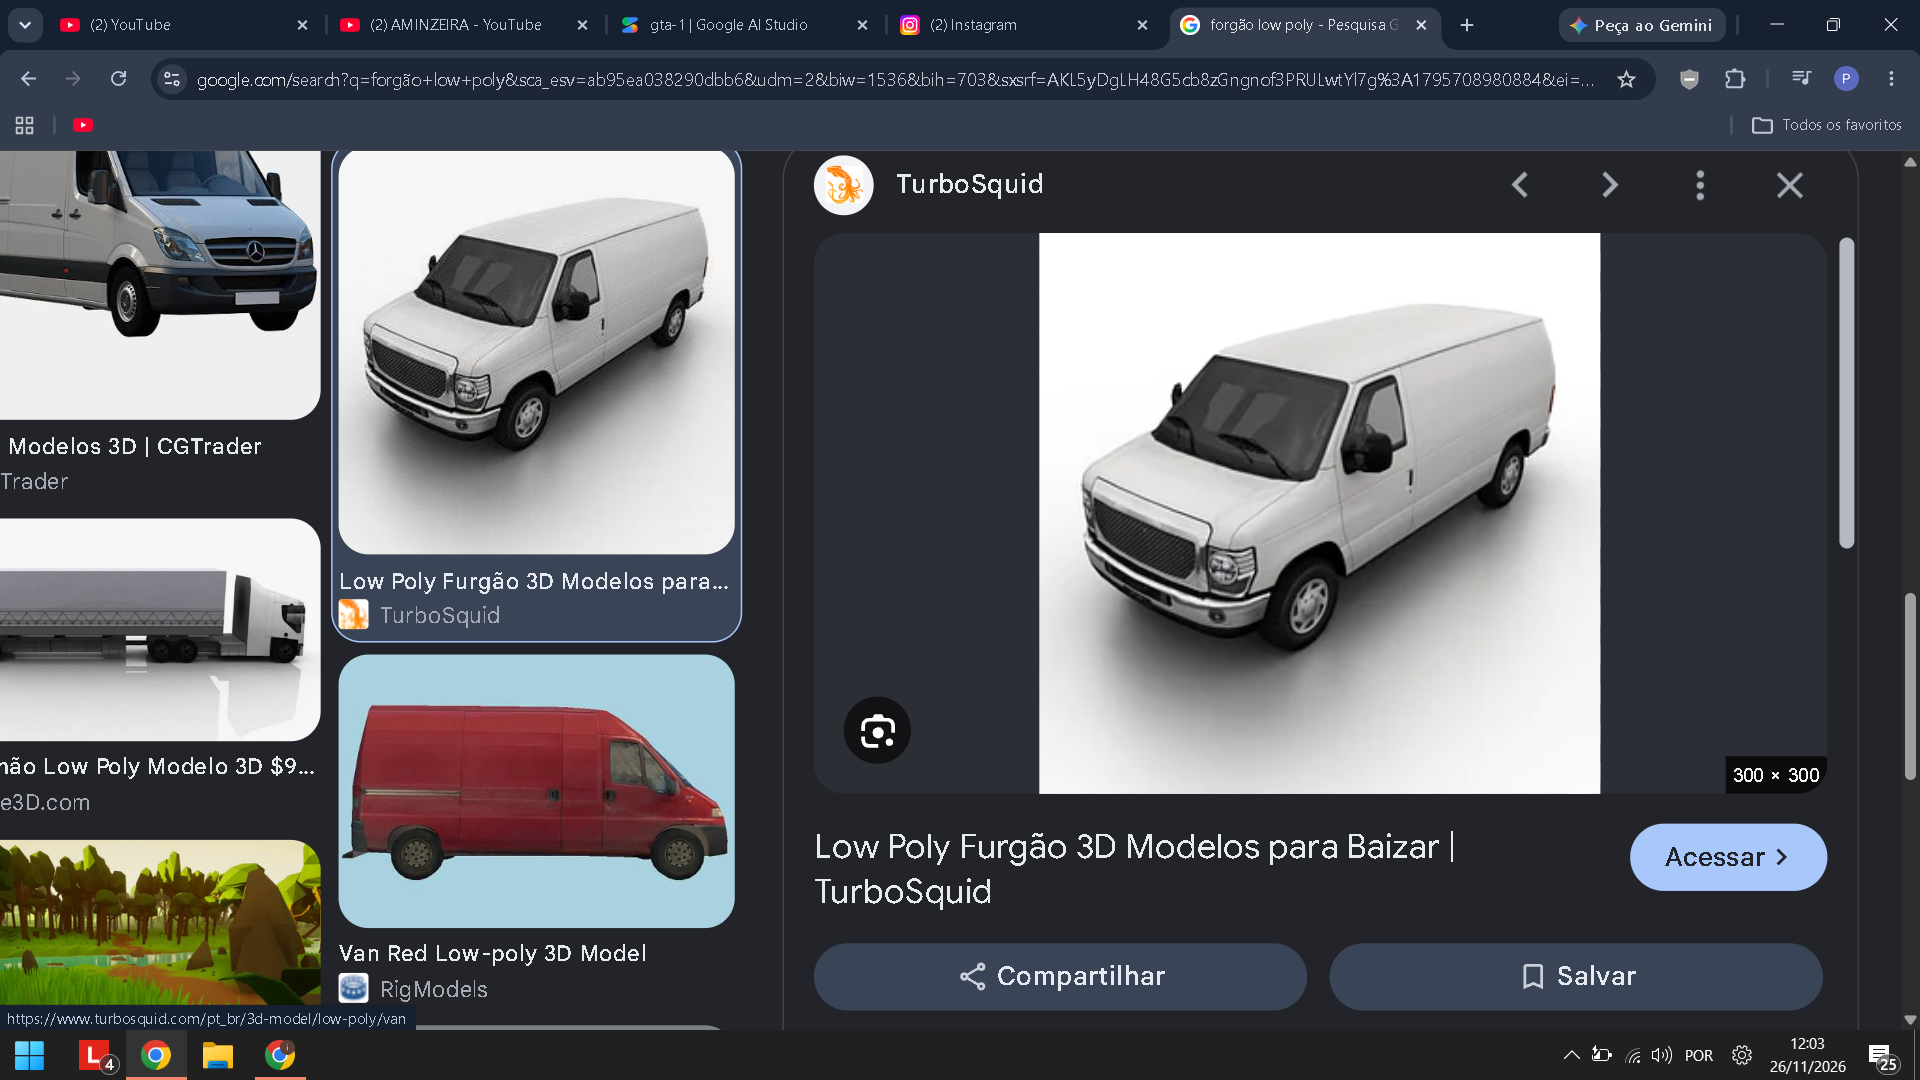 (2) YouTube
(2) AMINZEIRA - YouTube
gta-1 | Google AI Studio
(2) Instagram
forgão low poly - Pesquisa G
Peça ao Gemini
google.com/search?q=forgão+low+poly&sca_esv=ab95ea038290dbb6&udm=2&biw=1536&bih=703&sxsrf=AKL5yDgLH48G5cb8zGngnof3PRULwtYl7g%3A1795708980884&ei=...
P
Todos os favoritos
Modelos 3D | CGTrader
Trader
não Low Poly Modelo 3D $9...
e3D.com
Low Poly Furgão 3D Modelos para...
TurboSquid
Van Red Low-poly 3D Model
RigModels
TurboSquid
300 × 300
Low Poly Furgão 3D Modelos para Baizar |
TurboSquid
Acessar
Compartilhar
Salvar
https://www.turbosquid.com/pt_br/3d-model/low-poly/van
L
4
POR
12:03
26/11/2026
25